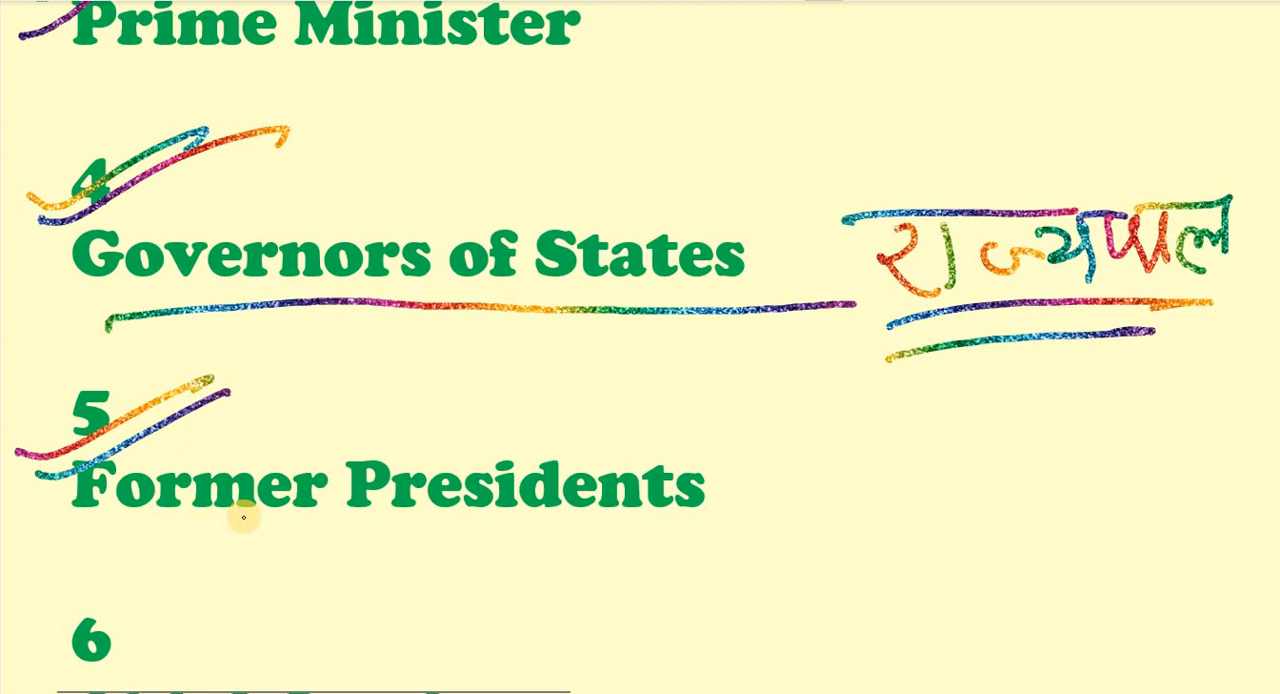 Prime Minister
4
Governors of States
राज्यपाल
5
Former Presidents
6